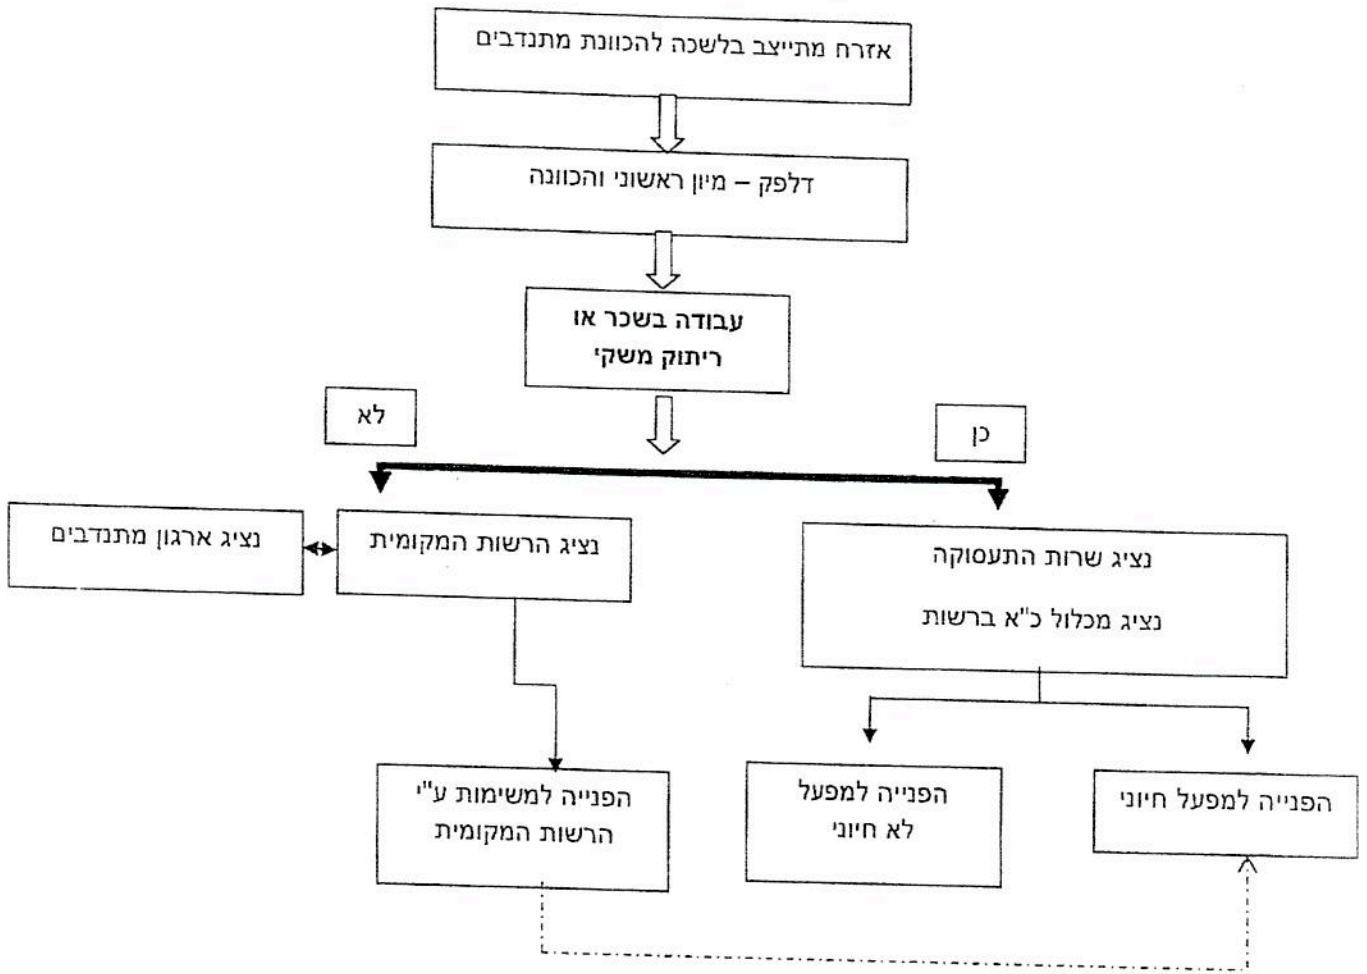 אזרח מתייצב בלשכה להכוונת מתנדבים
דלפק – מיון ראשוני והכוונה
עבודה בשכר או
ריתוק משקי
לא
כן
נציג שרות התעסוקה
נציג מכלול כ"א ברשות
נציג הרשות המקומית
נציג ארגון מתנדבים
הפנייה למפעל חיוני
הפנייה למפעל
לא חיוני
הפנייה למשימות ע"י
הרשות המקומית